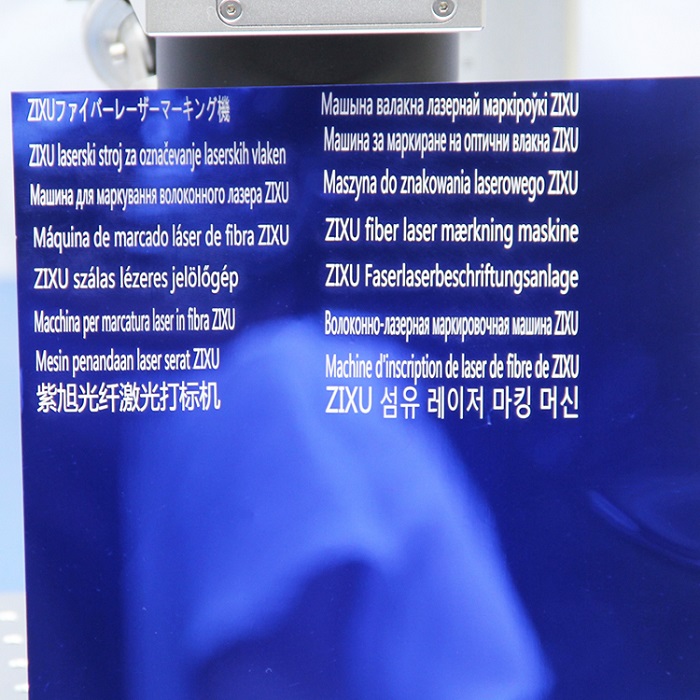 ZIXUファイバーレーザーマーキング機
ZIXU laserski stroj za označevanje laserskih vlaken
Машина для маркування волоконного лазера ZIXU
Máquina de marcado láser de fibra ZIXU
ZIXU szálas lézeres jelölőgép
Macchina per marcatura laser in fibra ZIXU
Mesin penandaan laser serat ZIXU
紫旭光纤激光打标机
Машына валакна лазернай маркіроўкі ZIXU
Машина за маркиране на оптични влакна ZIXU
Maszyna do znakowania laserowego ZIXU
ZIXU fiber laser mærkning maskine
ZIXU Faserlaserbeschriftungsanlage
Волоконно-лазерная маркировочная машина ZIXU
Machine d'inscription de laser de fibre de ZIXU
ZIXU 섬유 레이저 마킹 머신